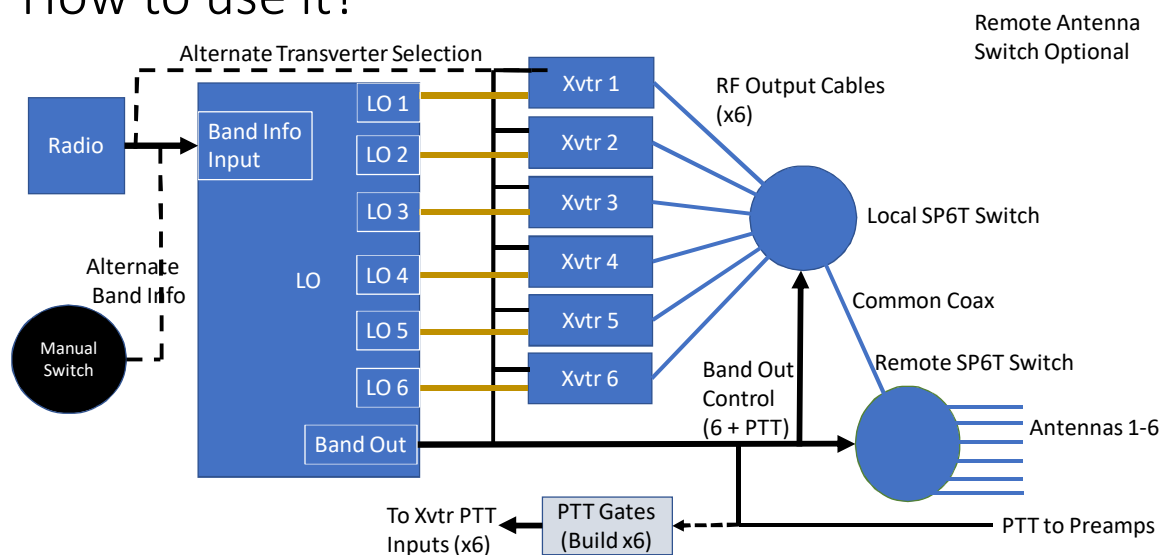 How to use it?
Remote Antenna
Switch Optional
Alternate Transverter Selection
Radio
Band Info
Input
LO 1
LO 2
LO 3
LO 4
LO 5
LO 6
LO
Band Out
Alternate
Band Info
Manual
Switch
Xvtr 1
Xvtr 2
Xvtr 3
Xvtr 4
Xvtr 5
Xvtr 6
RF Output Cables
(x6)
Local SP6T Switch
Common Coax
Remote SP6T Switch
Band Out
Control
(6 + PTT)
Antennas 1-6
To Xvtr PTT
Inputs (x6)
PTT Gates
(Build x6)
PTT to Preamps